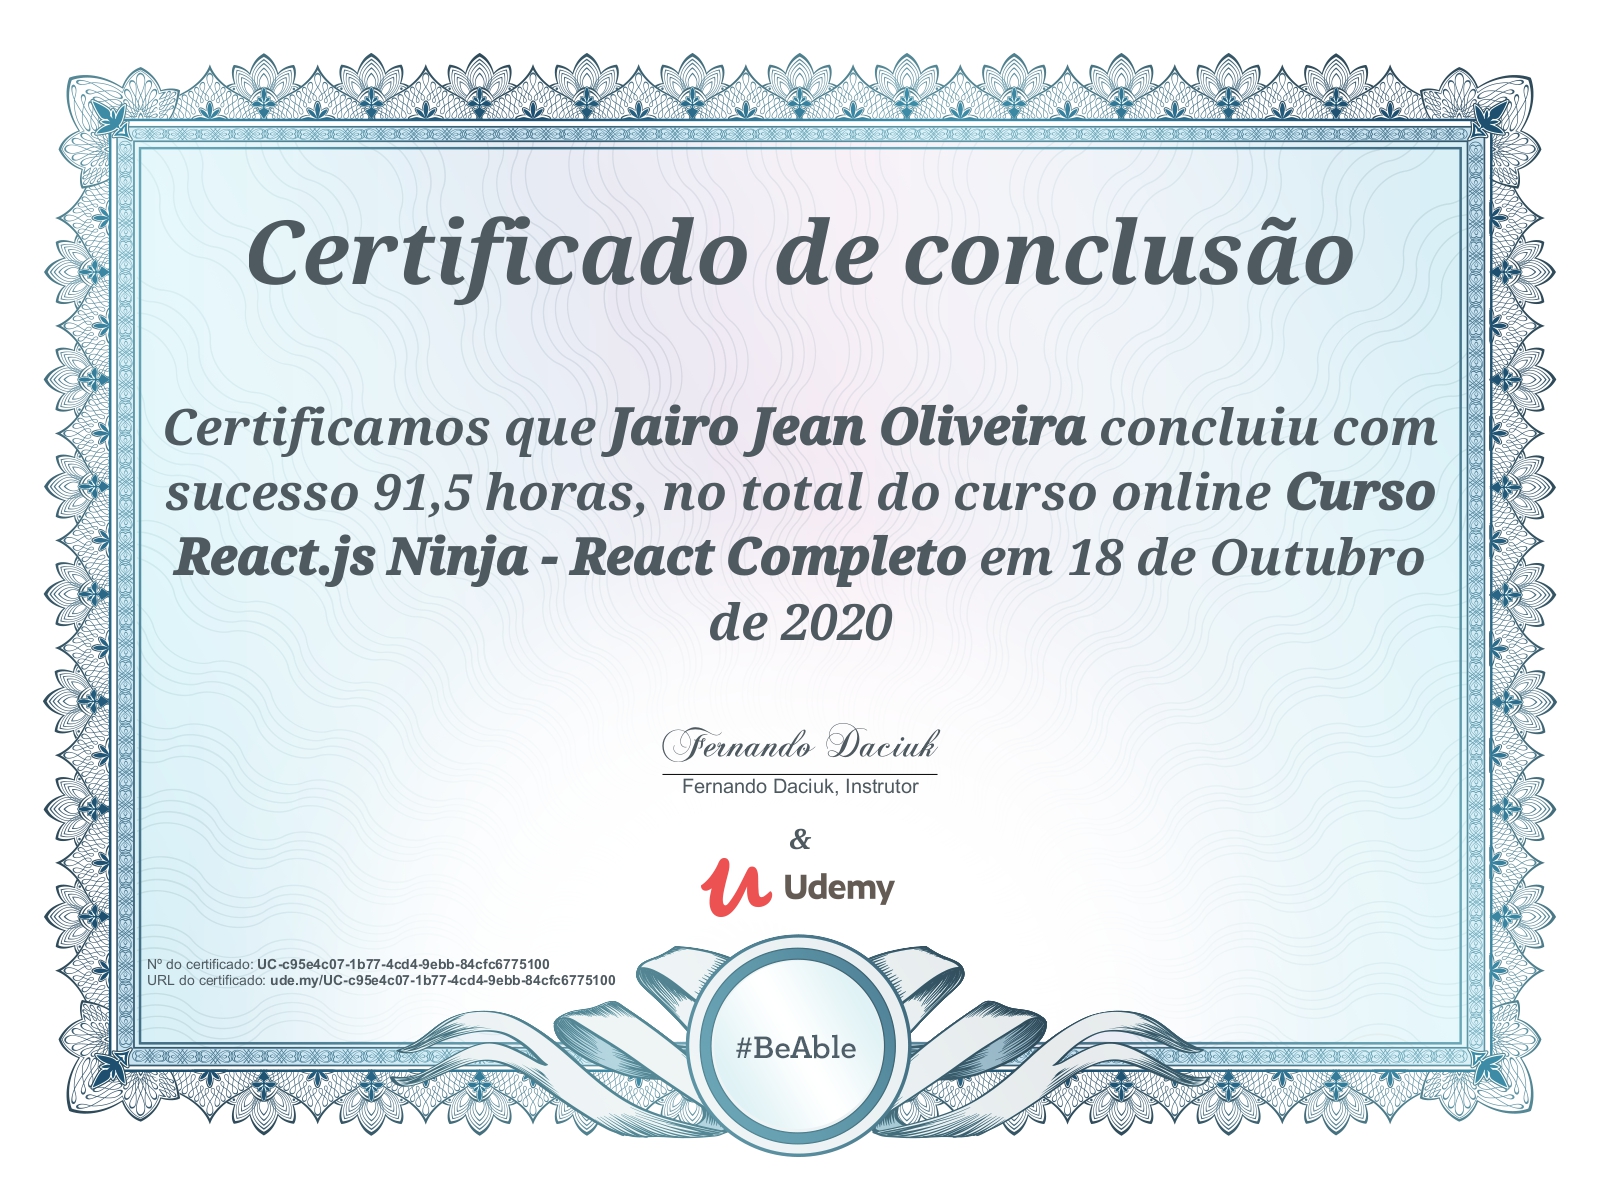 Certificado de conclusão
Certificamos que Jairo Jean Oliveira concluiu com
sucesso 91,5 horas, no total do curso online Curso
React.js Ninja - React Completo em 18 de Outubro
de 2020
Fernando Daciuk
Fernando Daciuk, Instrutor
&
Udemy
Nº do certificado: UC-c95e4c07-1b77-4cd4-9ebb-84cfc6775100
URL do certificado: ude.my/UC-c95e4c07-1b77-4cd4-9ebb-84cfc6775100
#BeAble